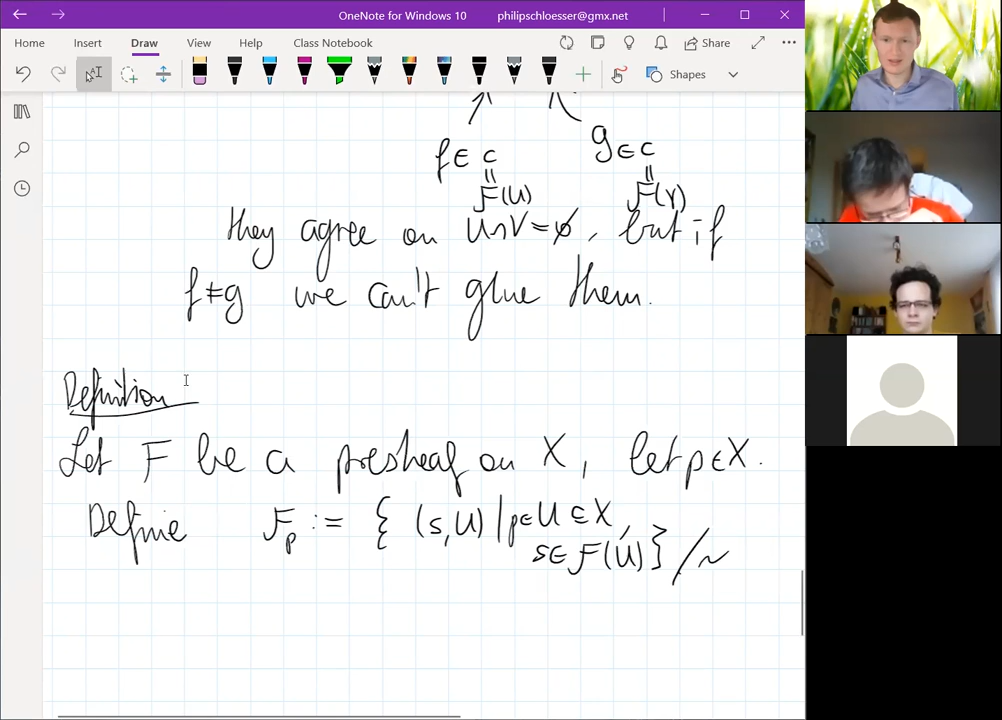 OneNote for Windows 10
philipschloesser@gmx.net
Home Insert Draw View Help Class Notebook Share
Shapes
f ∈ C g ∈ C
= =
F(U) F(V)
they agree on U∩V=∅, but if
f≠g we can't glue them.
Definition
Let F be a presheaf on X, let p∈X.
Define F_p := { (s,U) | p∈U⊆X,
s∈F(U)} /~